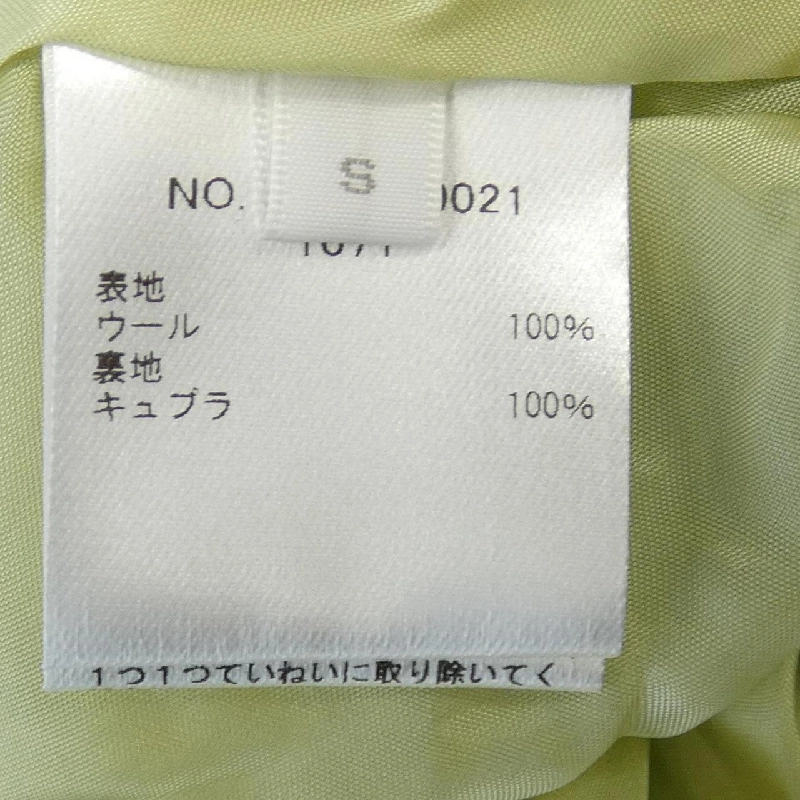 S
NO. 0021
表地
ウール 100%
裏地
キュプラ 100%
1つ1つていねいに取り除いてく